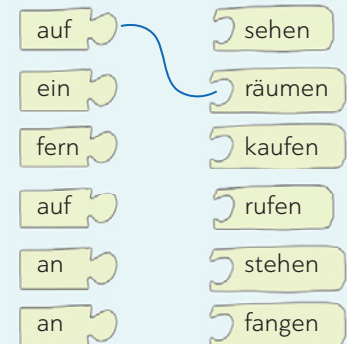 auf sehen
ein räumen
fern kaufen
auf rufen
an stehen
an fangen